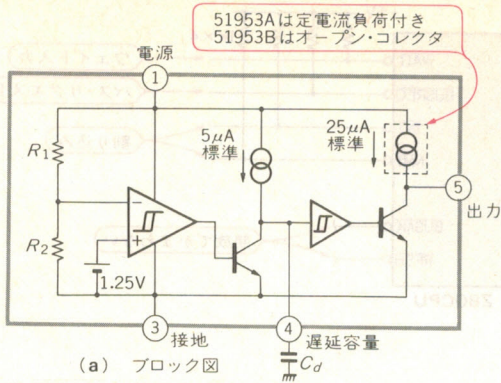 51953Aは定電流負荷付き
51953Bはオープン・コレクタ
電源
1
5μA
標準
25μA
標準
R1
R2
5
出力
－
＋
1.25V
3
接地
4
遅延容量
Cd
(a) ブロック図